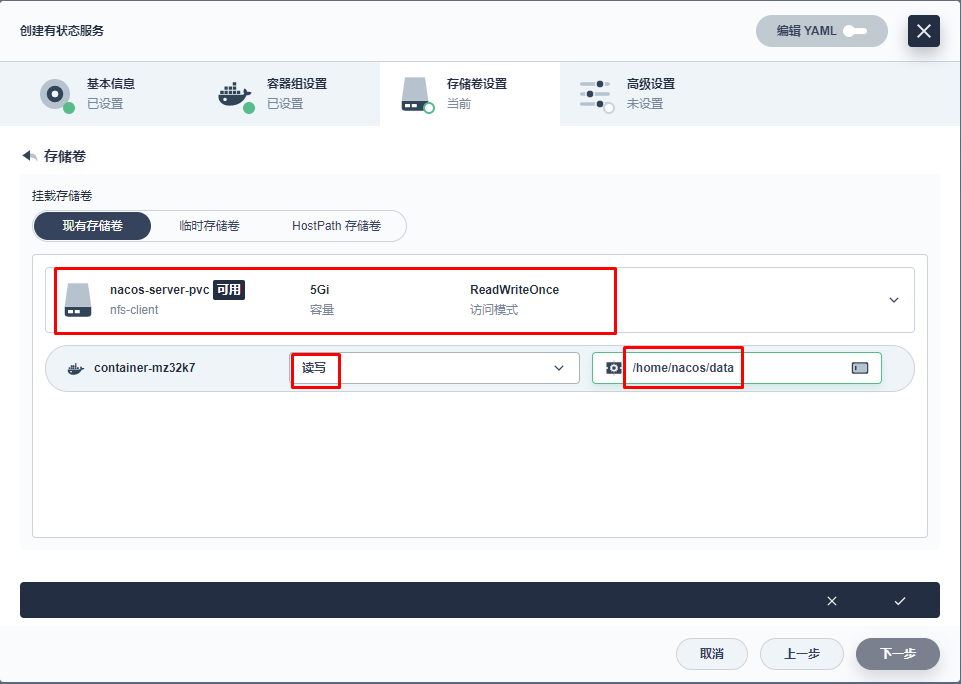 创建有状态服务
编辑 YAML
基本信息
已设置
容器组设置
已设置
存储卷设置
当前
高级设置
未设置
存储卷
挂载存储卷
现有存储卷 临时存储卷 HostPath 存储卷
nacos-server-pvc 可用 5Gi ReadWriteOnce
nfs-client 容量 访问模式
container-mz32k7 读写 /home/nacos/data
取消 上一步 下一步